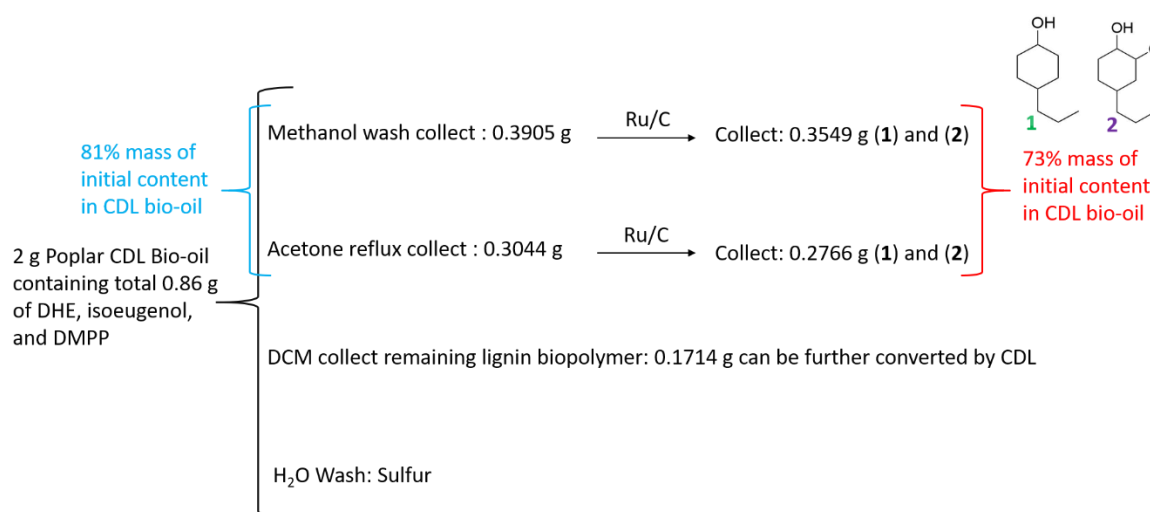 OH
OH
1
2
81% mass of
initial content
in CDL bio-oil
Methanol wash collect : 0.3905 g
Ru/C
Collect: 0.3549 g (1) and (2)
73% mass of
initial content
in CDL bio-oil
2 g Poplar CDL Bio-oil
containing total 0.86 g
of DHE, isoeugenol,
and DMPP
Acetone reflux collect : 0.3044 g
Ru/C
Collect: 0.2766 g (1) and (2)
DCM collect remaining lignin biopolymer: 0.1714 g can be further converted by CDL
H₂O Wash: Sulfur